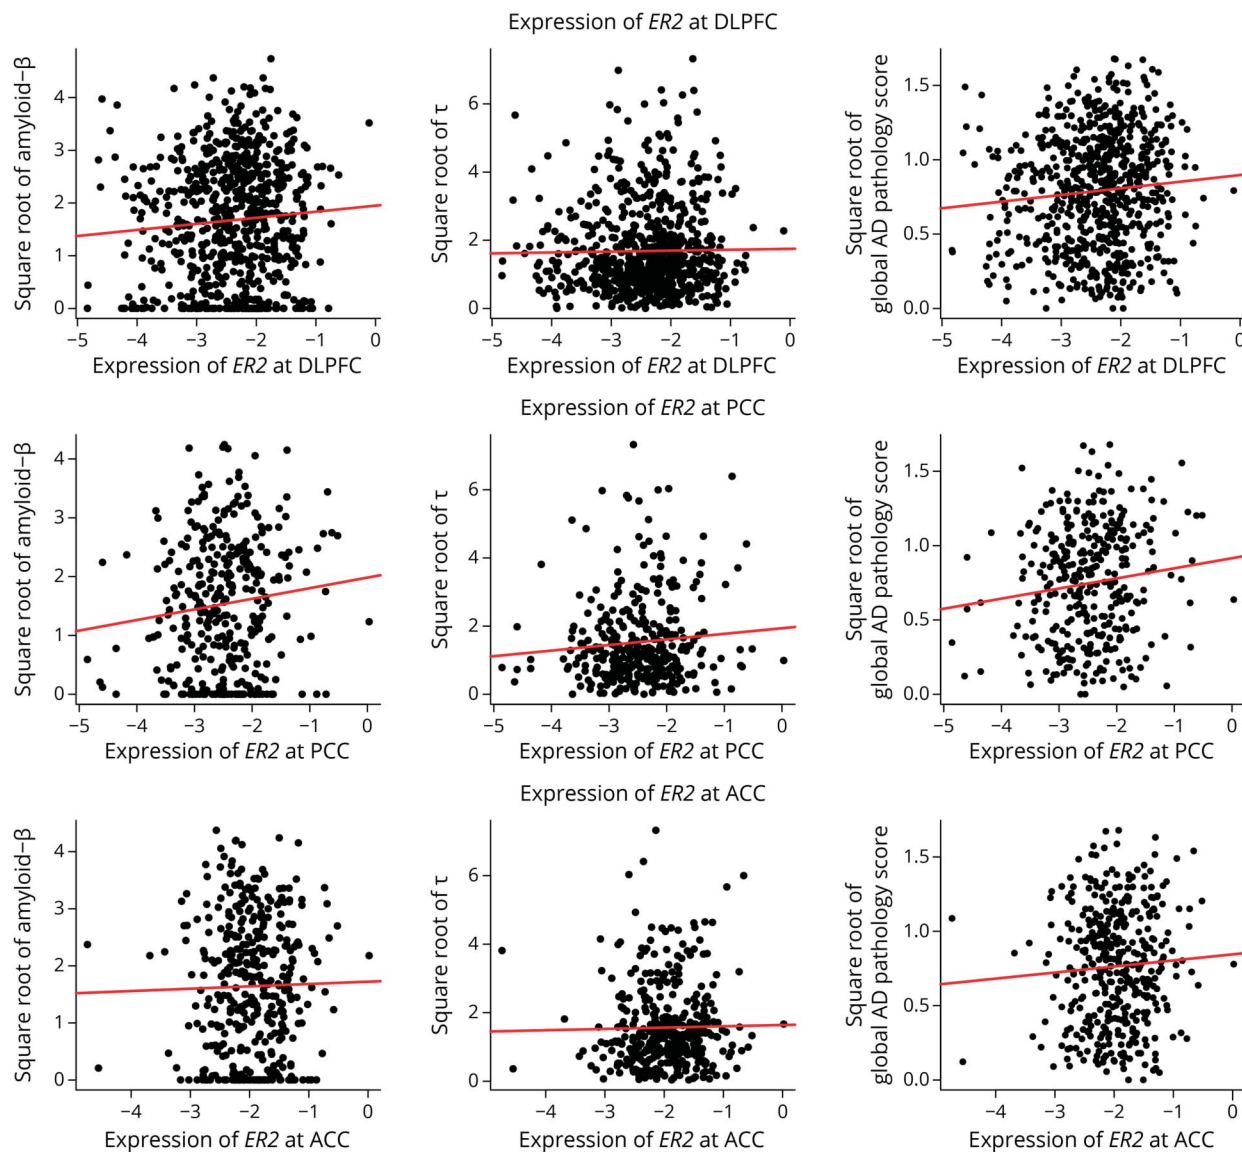 Expression of ER2 at DLPFC
Square root of amyloid–β
4
3
2
1
0
−5 −4 −3 −2 −1 0
Expression of ER2 at DLPFC
Square root of τ
6
4
2
0
−5 −4 −3 −2 −1 0
Expression of ER2 at DLPFC
Square root of
global AD pathology score
1.5
1.0
0.5
0.0
−5 −4 −3 −2 −1 0
Expression of ER2 at DLPFC
Expression of ER2 at PCC
Square root of amyloid–β
4
3
2
1
0
−5 −4 −3 −2 −1 0
Expression of ER2 at PCC
Square root of τ
6
4
2
0
−5 −4 −3 −2 −1 0
Expression of ER2 at PCC
Square root of
global AD pathology score
1.5
1.0
0.5
0.0
−5 −4 −3 −2 −1 0
Expression of ER2 at PCC
Expression of ER2 at ACC
Square root of amyloid–β
4
3
2
1
0
−4 −3 −2 −1 0
Expression of ER2 at ACC
Square root of τ
6
4
2
0
−4 −3 −2 −1 0
Expression of ER2 at ACC
Square root of
global AD pathology score
1.5
1.0
0.5
0.0
−4 −3 −2 −1 0
Expression of ER2 at ACC